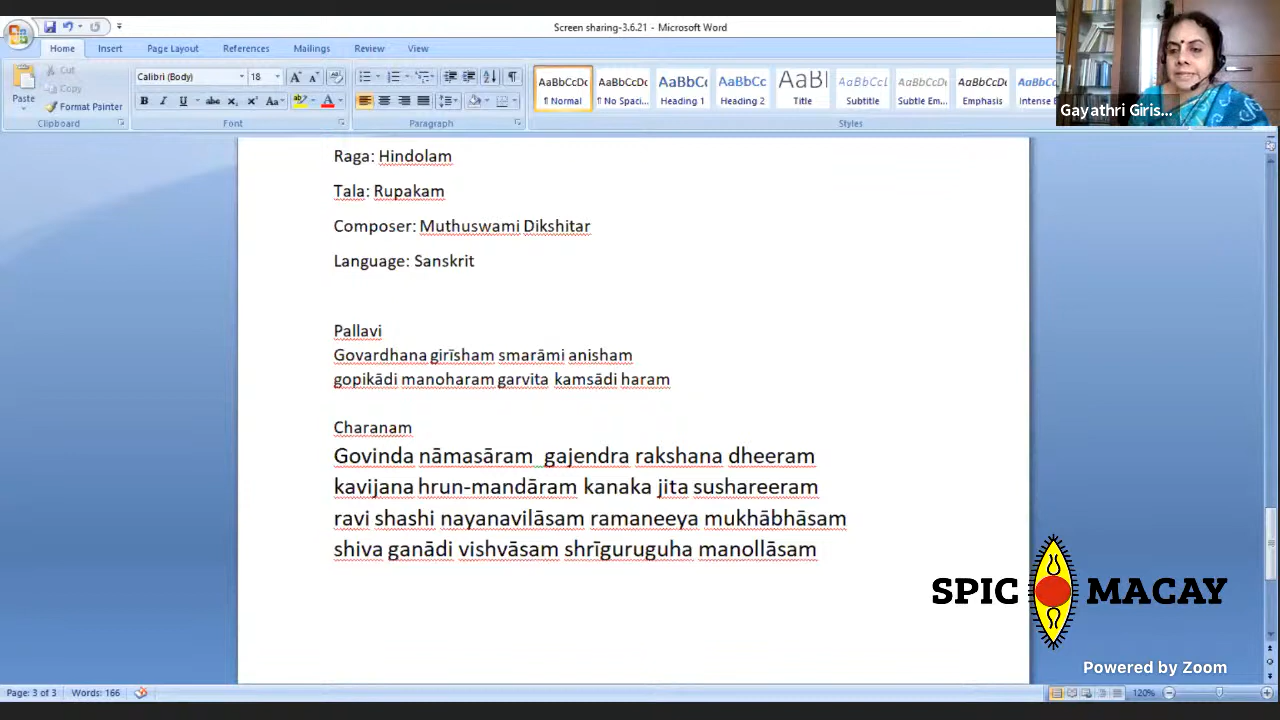 Screen sharing-3.6.21 - Microsoft Word
Home Insert Page Layout References Mailings Review View
Cut
Copy
Paste
Format Painter
Calibri (Body) 18
Clipboard Font Paragraph Styles
AaBbCcDc AaBbCcDc AaBbC AaBbCc AaBl AaBbCcL AaBbCcDc AaBbCcDc AaBbCcDc
¶ Normal ¶ No Spaci... Heading 1 Heading 2 Title Subtitle Subtle Em... Emphasis Intense E
Gayathri Giris...
Raga: Hindolam
Tala: Rupakam
Composer: Muthuswami Dikshitar
Language: Sanskrit
Pallavi
Govardhana girīsham smarāmi anisham
gopikādi manoharam garvita kamsādi haram
Charanam
Govinda nāmasāram gajendra rakshana dheeram
kavijana hrun-mandāram kanaka jita sushareeram
ravi shashi nayanavilāsam ramaneeya mukhābhāsam
shiva ganādi vishvāsam shrīguruguha manollāsam
SPIC MACAY
Powered by Zoom
Page: 3 of 3 Words: 166 120%